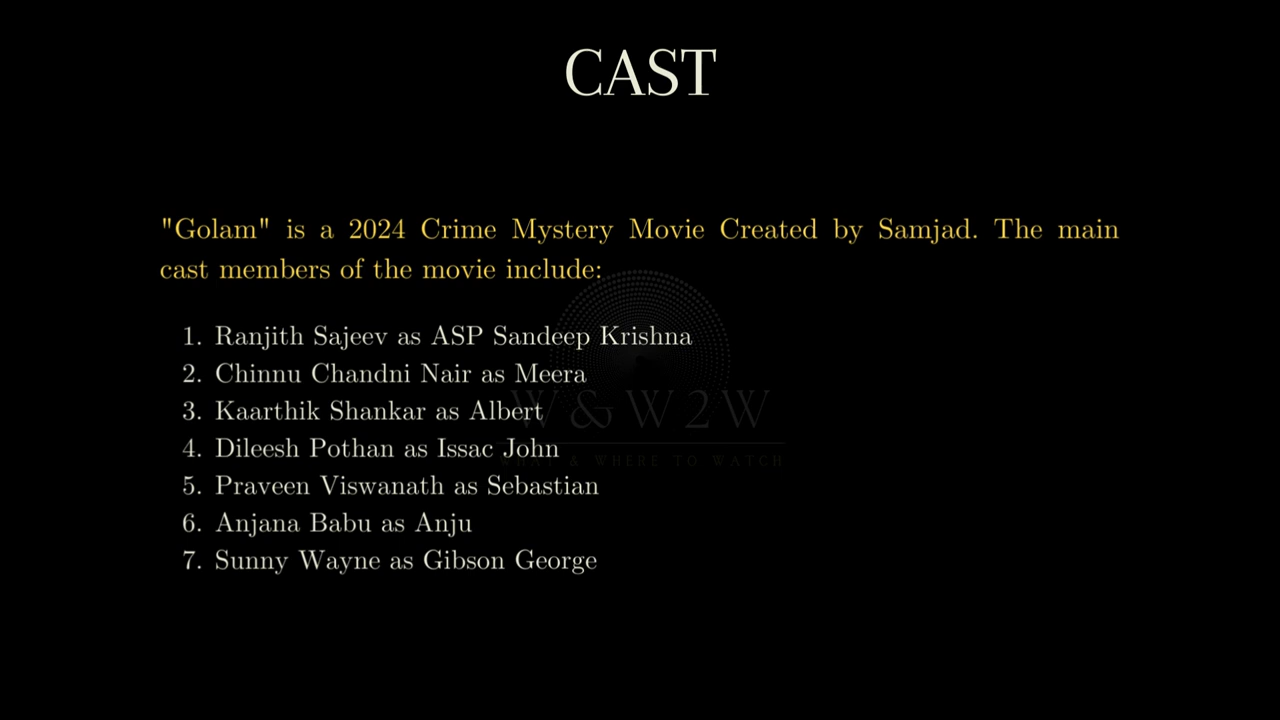 CAST
"Golam" is a 2024 Crime Mystery Movie Created by Samjad. The main
cast members of the movie include:
1. Ranjith Sajeev as ASP Sandeep Krishna
2. Chinnu Chandni Nair as Meera
3. Kaarthik Shankar as Albert
4. Dileesh Pothan as Issac John
5. Praveen Viswanath as Sebastian
6. Anjana Babu as Anju
7. Sunny Wayne as Gibson George
W&W2W
WHAT & WHERE TO WATCH